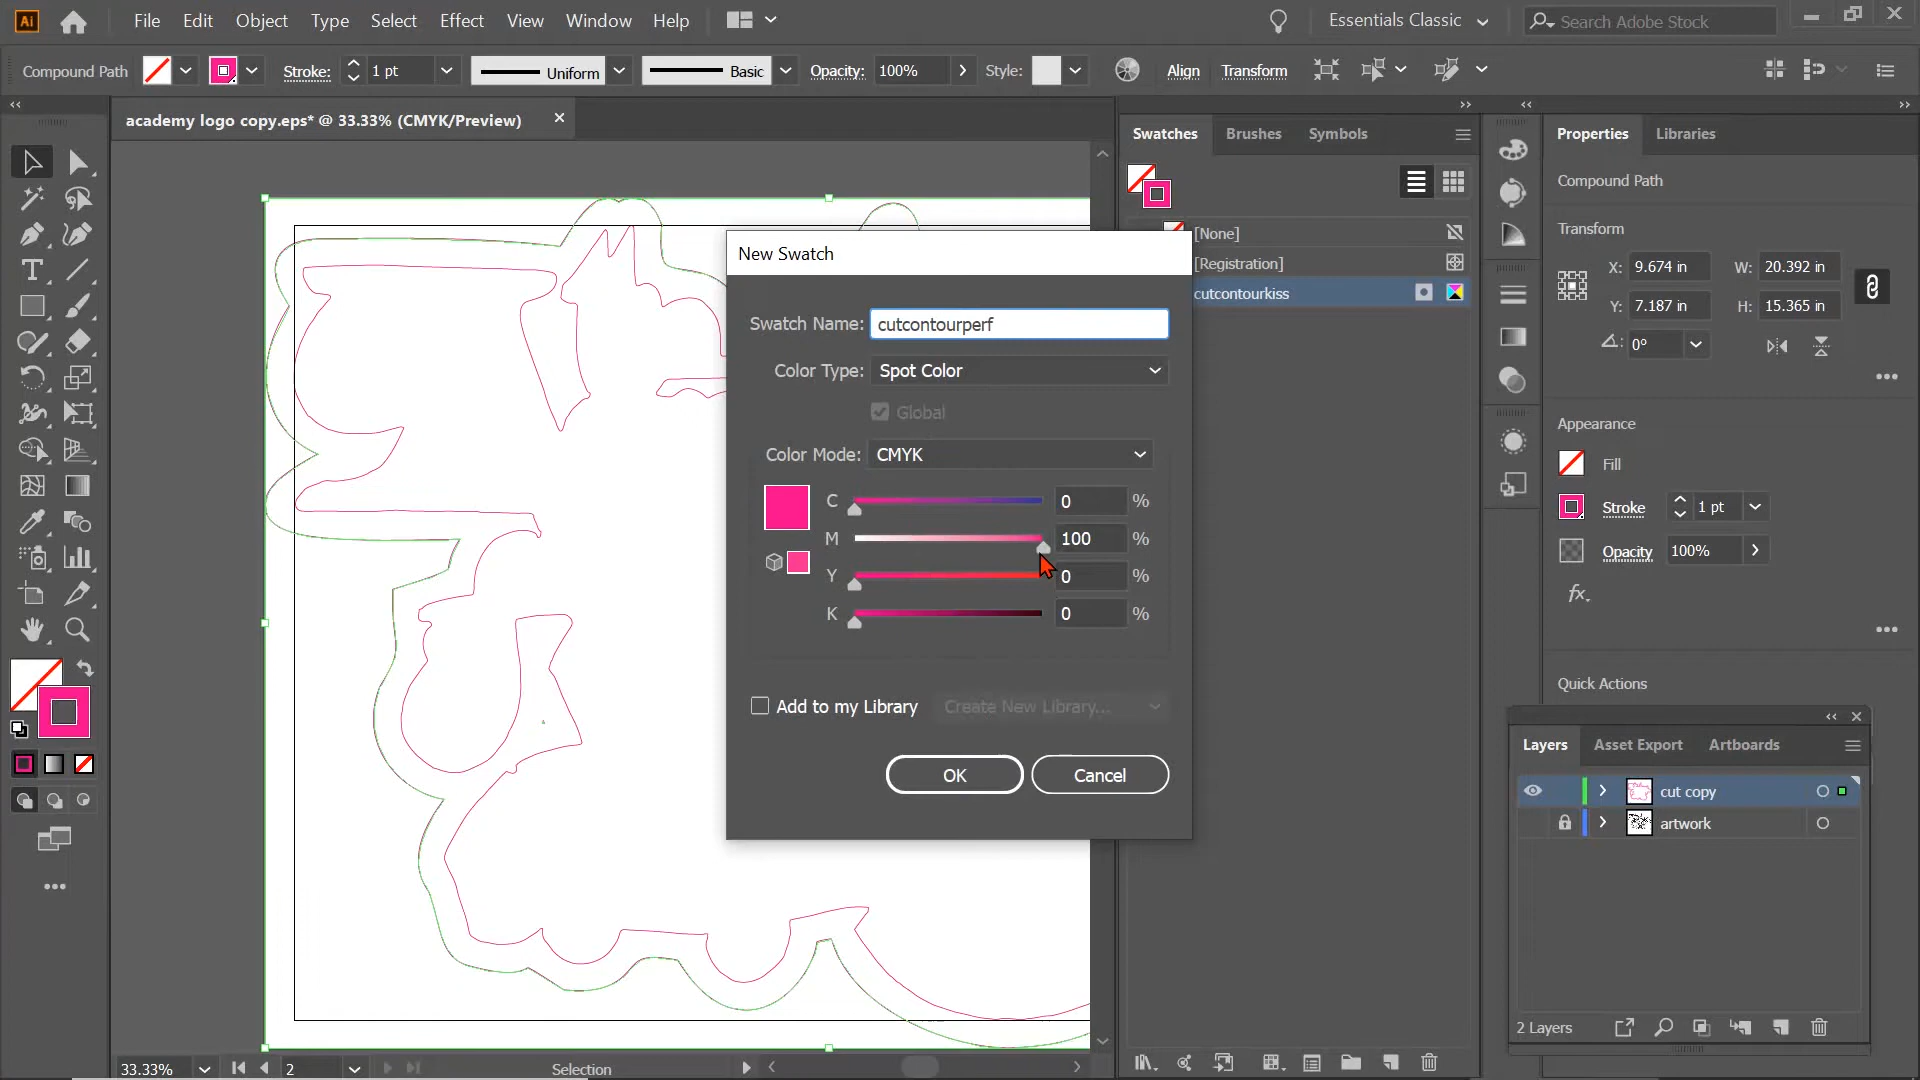 Ai File Edit Object Type Select Effect View Window Help Essentials Classic Search Adobe Stock
Compound Path Stroke: 1 pt Uniform Basic Opacity: 100% Style: Align Transform
academy logo copy.eps* @ 33.33% (CMYK/Preview)
Swatches Brushes Symbols
[None]
[Registration]
cutcontourkiss
New Swatch
Swatch Name: cutcontourperf
Color Type: Spot Color
Global
Color Mode: CMYK
C 0 %
M 100 %
Y 0 %
K 0 %
Add to my Library Create New Library...
OK Cancel
Properties Libraries
Compound Path
Transform
X: 9.674 in W: 20.392 in
Y: 7.187 in H: 15.365 in
0°
Appearance
Fill
Stroke 1 pt
Opacity 100%
fx.
Quick Actions
Layers Asset Export Artboards
cut copy
artwork
2 Layers
33.33% 2 Selection